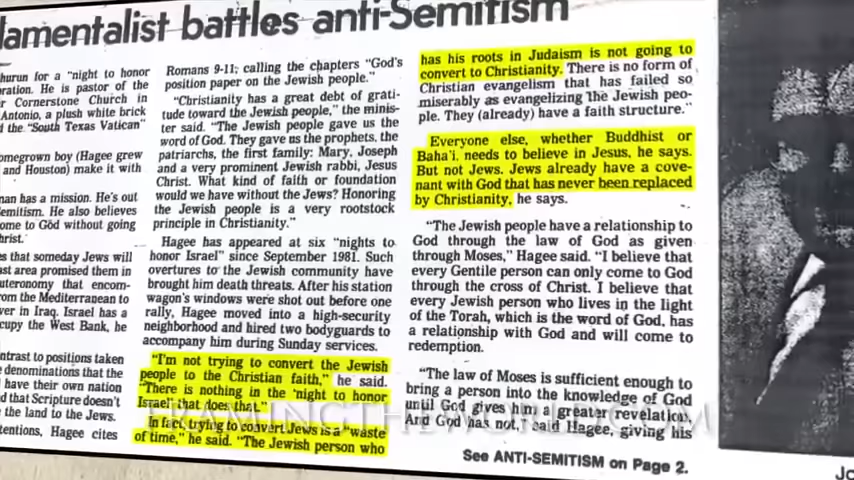 lamentalist battles anti-Semitism
hurun for a "night to honor
ration. He is pastor of the
r Cornerstone Church in
Antonio, a plush white brick
d the "South Texas Vatican"
omegrown boy (Hagee grew
and Houston) make it with
nan has a mission. He's out
emitism. He also believes
ome to God without going
hrist.
es that someday Jews will
ast area promised them in
uteronomy that encom-
rom the Mediterranean to
ver in Iraq. Israel has a
cupy the West Bank, he
ntrast to positions taken
e denominations that the
l have their own nation
d that Scripture doesn't
e the land to the Jews.
tentions, Hagee cites
Romans 9-11; calling the chapters "God's
position paper on the Jewish people."
"Christianity has a great debt of grati-
tude toward the Jewish people," the minis-
ter said. "The Jewish people gave us the
word of God. They gave us the prophets, the
patriarchs, the first family: Mary, Joseph
and a very prominent Jewish rabbi, Jesus
Christ. What kind of faith or foundation
would we have without the Jews? Honoring
the Jewish people is a very rootstock
principle in Christianity."
Hagee has appeared at six "nights to
honor Israel" since September 1981. Such
overtures to the Jewish community have
brought him death threats. After his station
wagon's windows were shot out before one
rally, Hagee moved into a high-security
neighborhood and hired two bodyguards to
accompany him during Sunday services.
"I'm not trying to convert the Jewish
people to the Christian faith," he said.
"There is nothing in the 'night to honor
Israel' that does that."
In fact, trying to convert Jews is a "waste
of time," he said. "The Jewish person who
has his roots in Judaism is not going to
convert to Christianity. There is no form of
Christian evangelism that has failed so
miserably as evangelizing the Jewish peo-
ple. They (already) have a faith structure."
Everyone else, whether Buddhist or
Baha'i, needs to believe in Jesus, he says.
But not Jews. Jews already have a cove-
nant with God that has never been replaced
by Christianity, he says.
"The Jewish people have a relationship to
God through the law of God as given
through Moses," Hagee said. "I believe that
every Gentile person can only come to God
through the cross of Christ. I believe that
every Jewish person who lives in the light
of the Torah, which is the word of God, has
a relationship with God and will come to
redemption.
"The law of Moses is sufficient enough to
bring a person into the knowledge of God
until God gives him a greater revelation.
And God has not," said Hagee, giving his
See ANTI-SEMITISM on Page 2.
FRAMINGTHEWORLD.COM
Jo